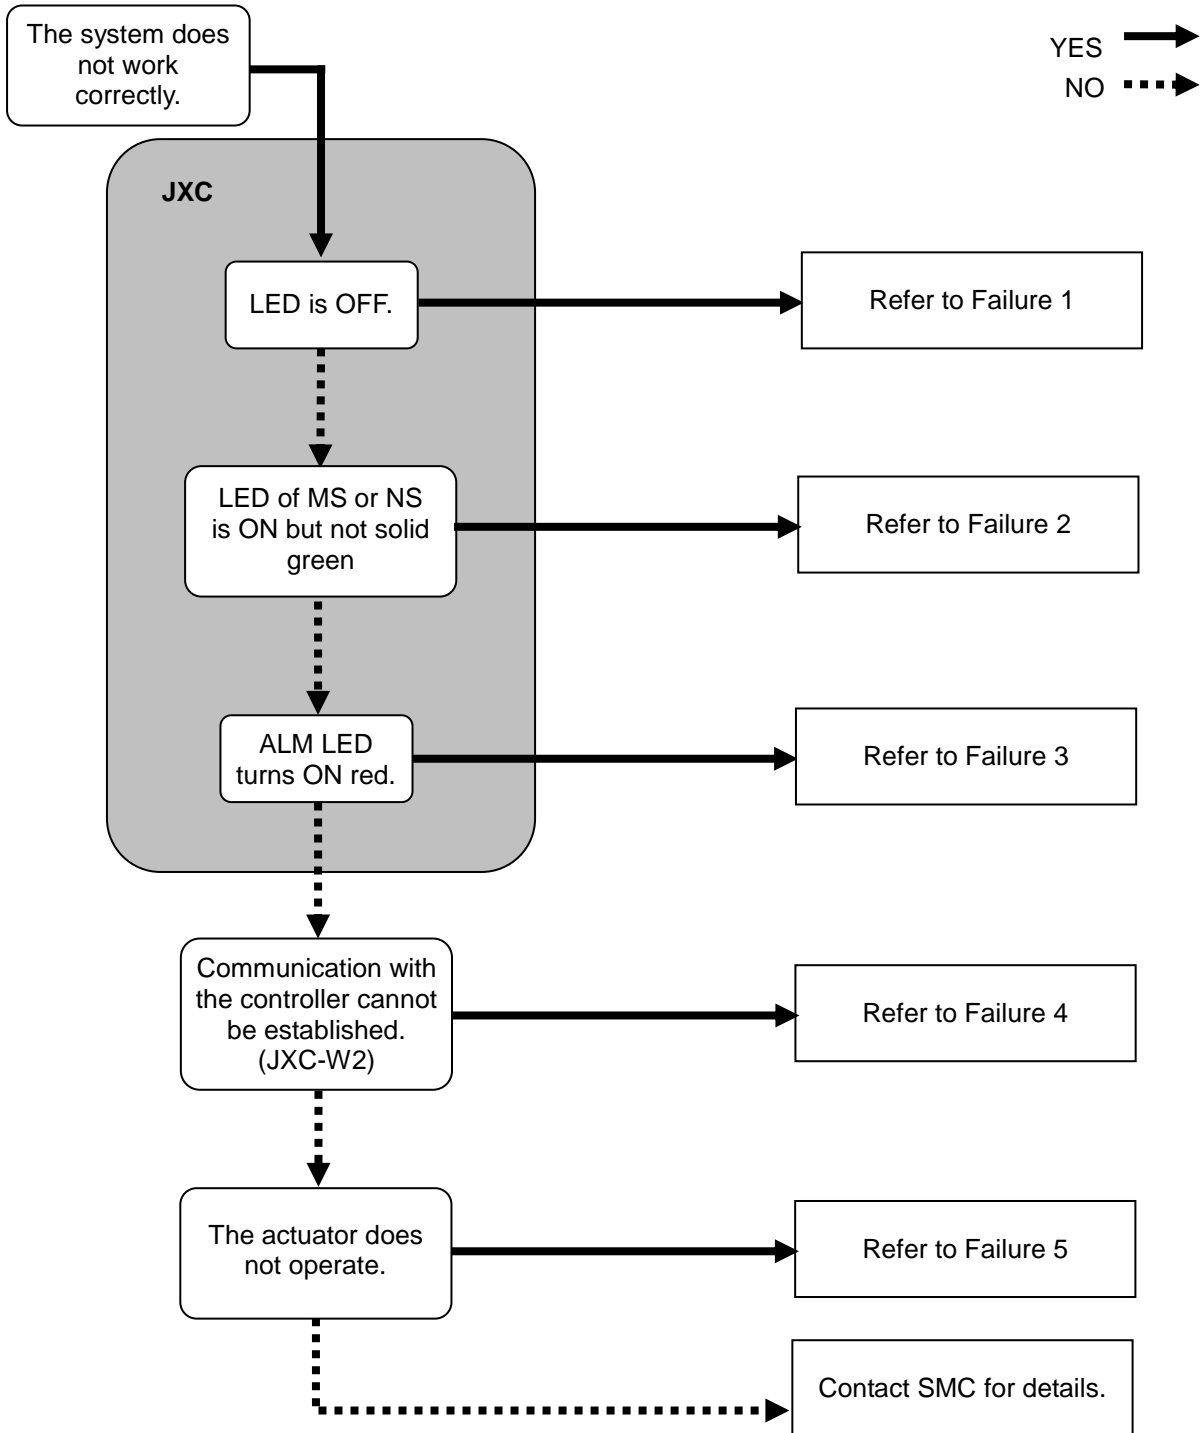 The system does
not work
correctly.
YES
NO
JXC
LED is OFF.
Refer to Failure 1
LED of MS or NS
is ON but not solid
green
Refer to Failure 2
ALM LED
turns ON red.
Refer to Failure 3
Communication with
the controller cannot
be established.
(JXC-W2)
Refer to Failure 4
The actuator does
not operate.
Refer to Failure 5
Contact SMC for details.